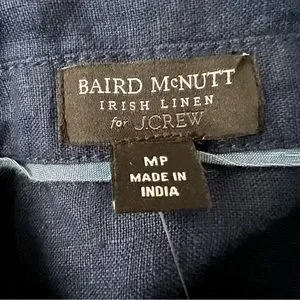 BAIRD McNUTT
IRISH LINEN
for J.CREW
MP
MADE IN
INDIA